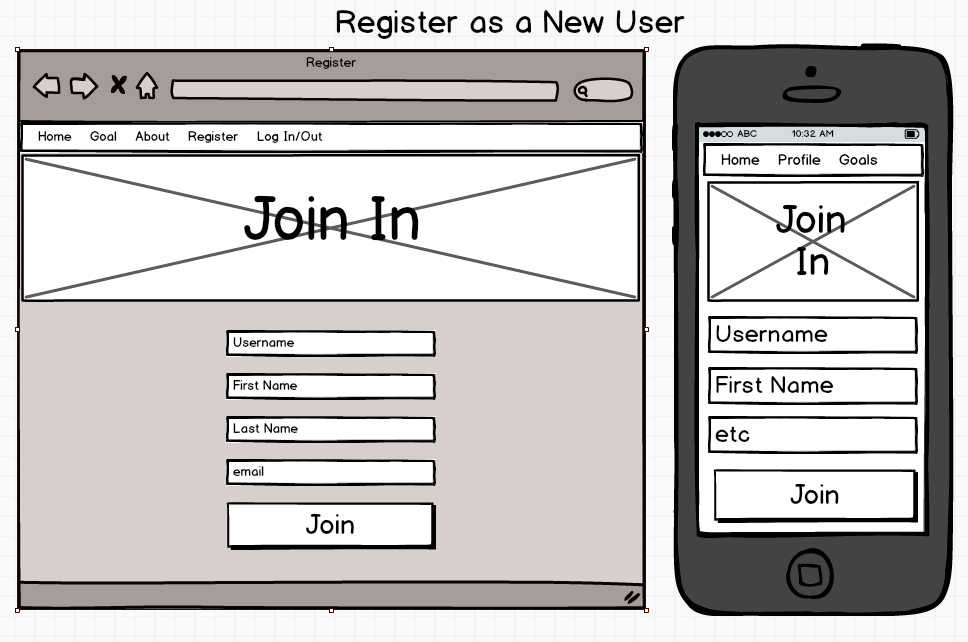 Register as a New User
Register
Home Goal About Register Log In/Out
Join In
Username
First Name
Last Name
email
Join
ABC 10:32 AM
Home Profile Goals
Join
In
Username
First Name
etc
Join